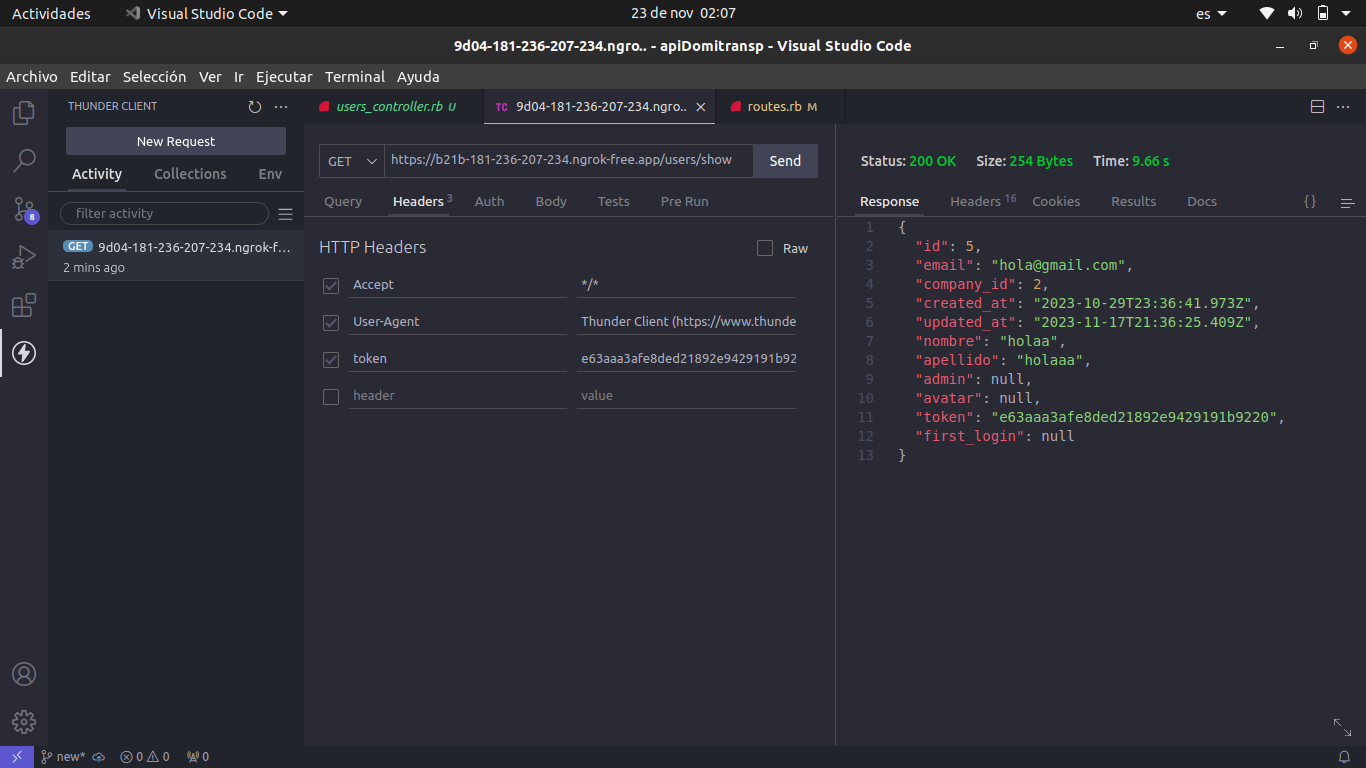 Actividades Visual Studio Code 23 de nov 02:07 es
9d04-181-236-207-234.ngro.. - apiDomitransp - Visual Studio Code
Archivo Editar Selección Ver Ir Ejecutar Terminal Ayuda
THUNDER CLIENT
New Request
Activity Collections Env
filter activity
GET 9d04-181-236-207-234.ngrok-f...
2 mins ago
8
users_controller.rb U
TC 9d04-181-236-207-234.ngro..
routes.rb M
GET https://b21b-181-236-207-234.ngrok-free.app/users/show Send
Query Headers 3 Auth Body Tests Pre Run
HTTP Headers Raw
Accept */*
User-Agent Thunder Client (https://www.thunde
token e63aaa3afe8ded21892e9429191b92
header value
Status: 200 OK Size: 254 Bytes Time: 9.66 s
Response Headers 16 Cookies Results Docs {}
1 {
2 "id": 5,
3 "email": "hola@gmail.com",
4 "company_id": 2,
5 "created_at": "2023-10-29T23:36:41.973Z",
6 "updated_at": "2023-11-17T21:36:25.409Z",
7 "nombre": "holaa",
8 "apellido": "holaaa",
9 "admin": null,
10 "avatar": null,
11 "token": "e63aaa3afe8ded21892e9429191b9220",
12 "first_login": null
13 }
new* 0 0 0